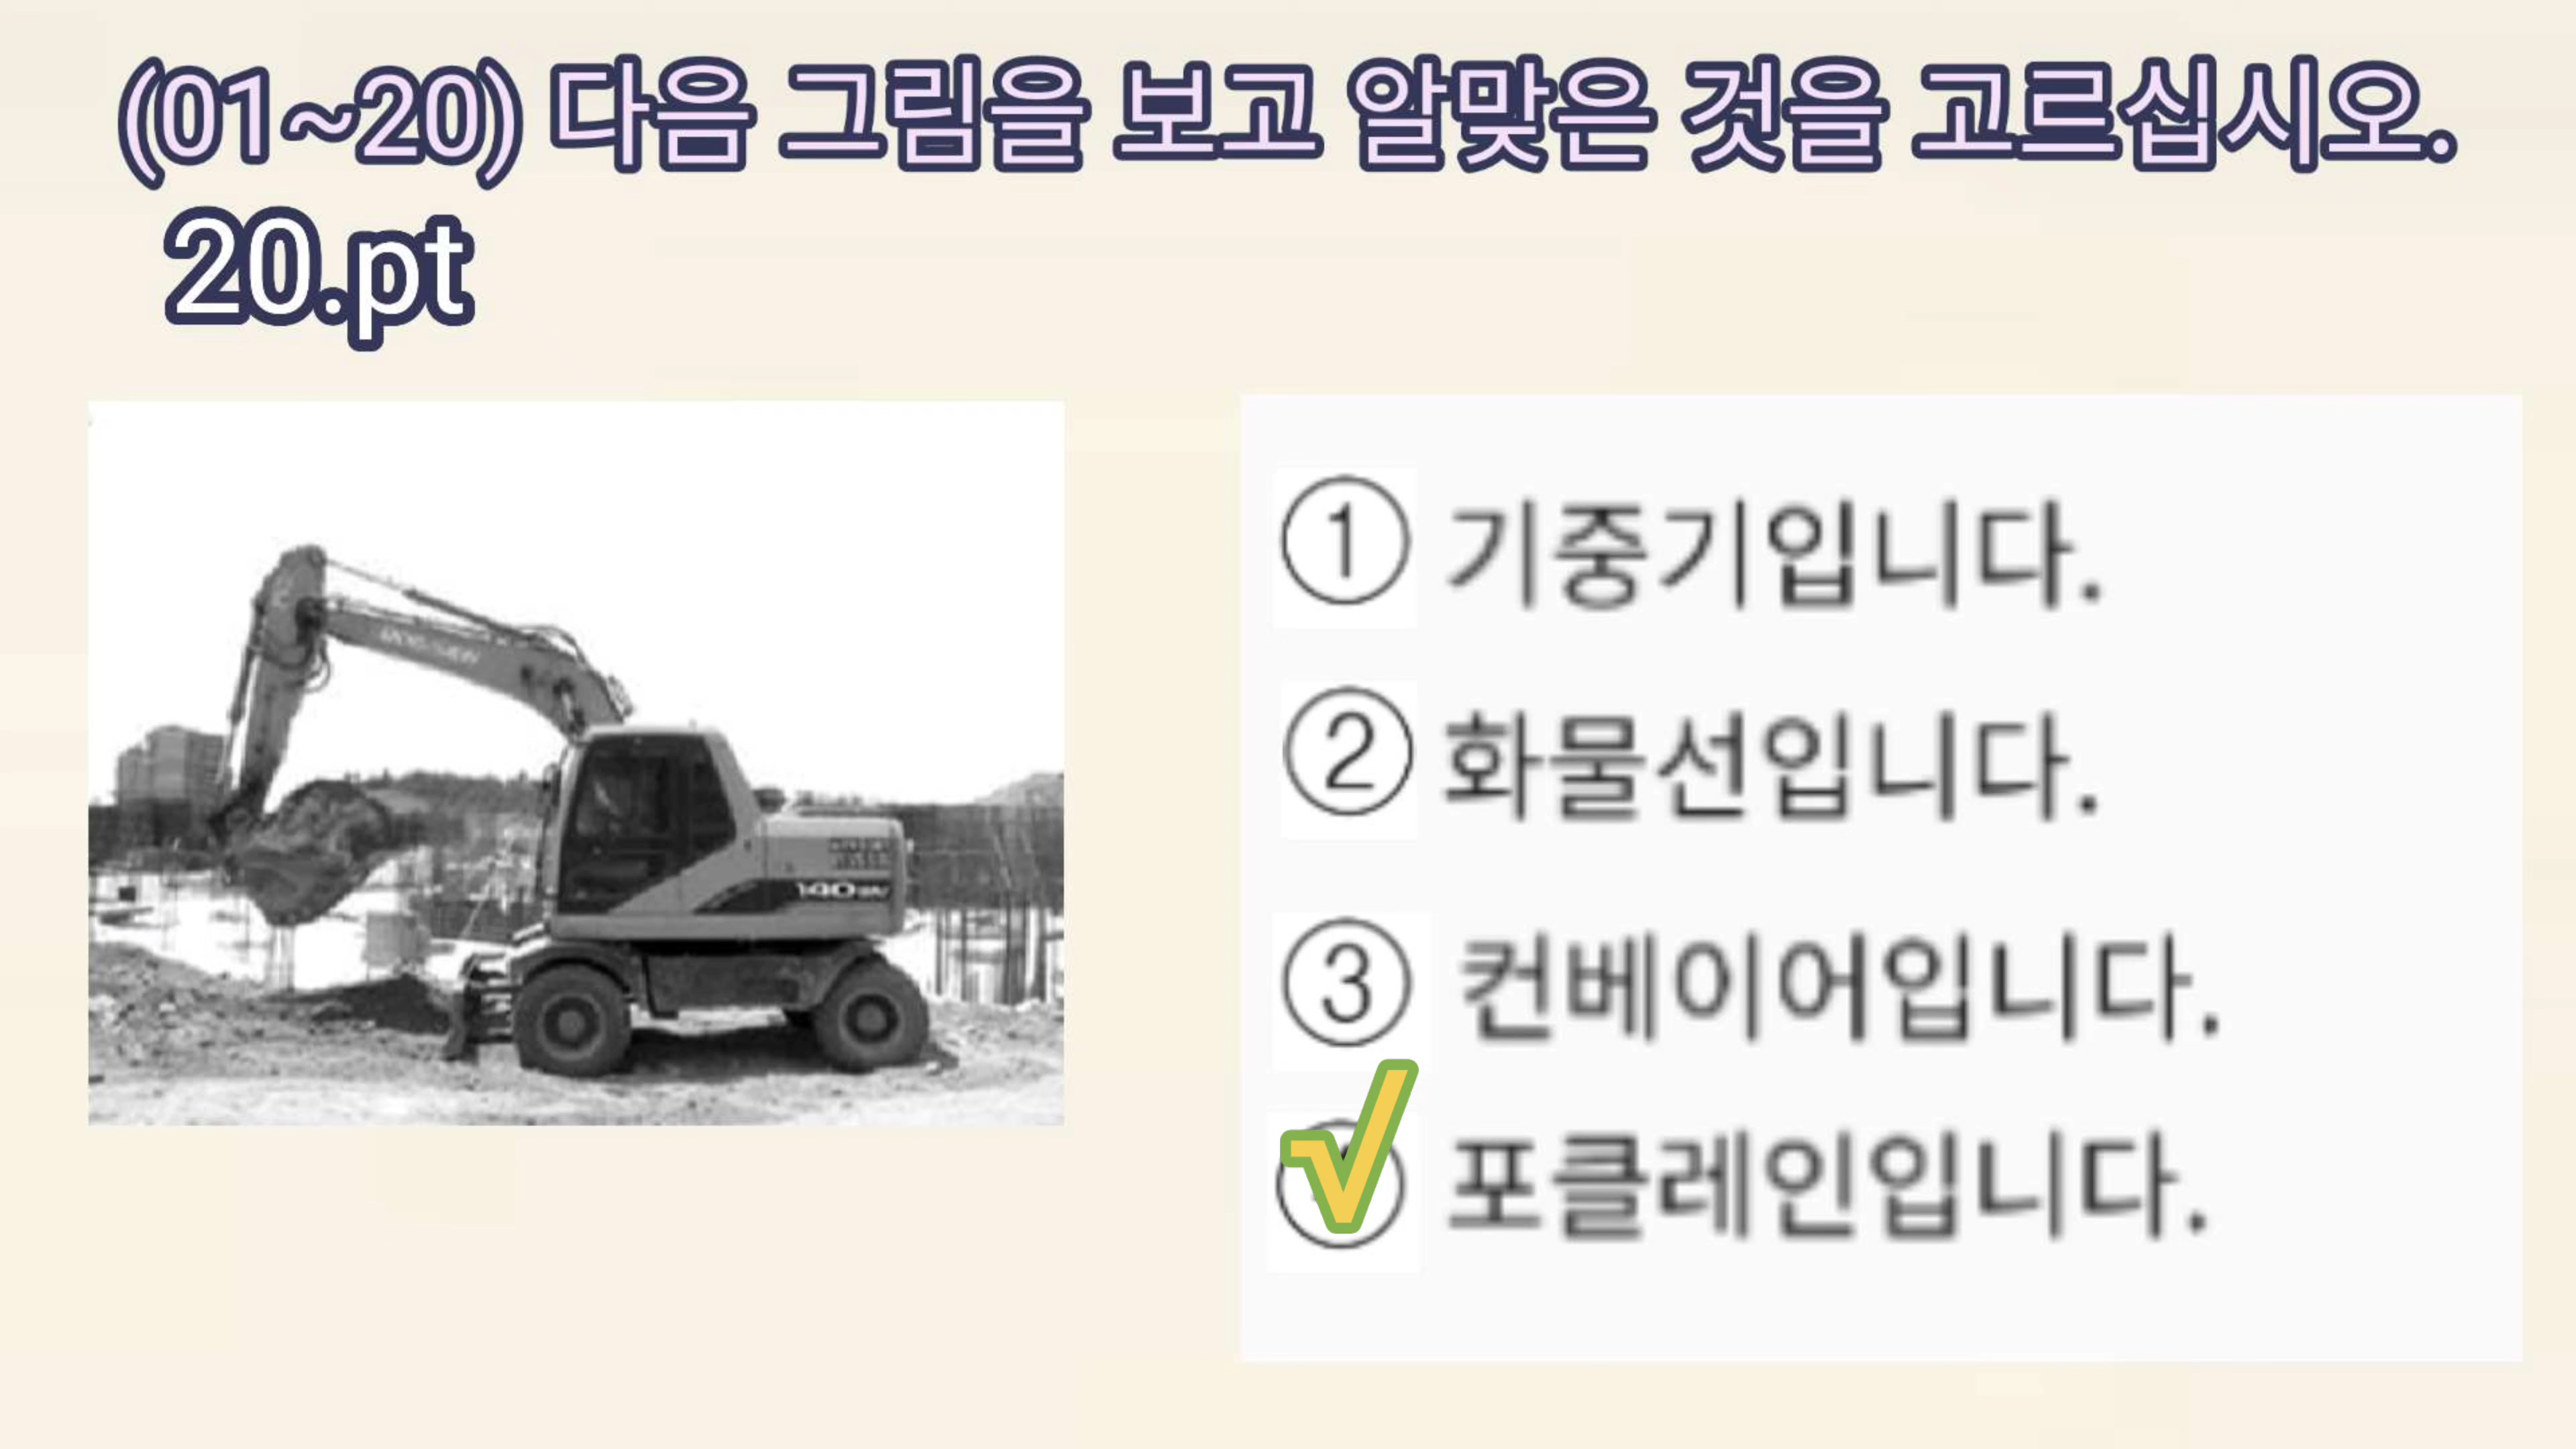 (01~20) 다음 그림을 보고 알맞은 것을 고르십시오.
20.pt
140
① 기중기입니다.
② 화물선입니다.
③ 컨베이어입니다.
포클레인입니다.